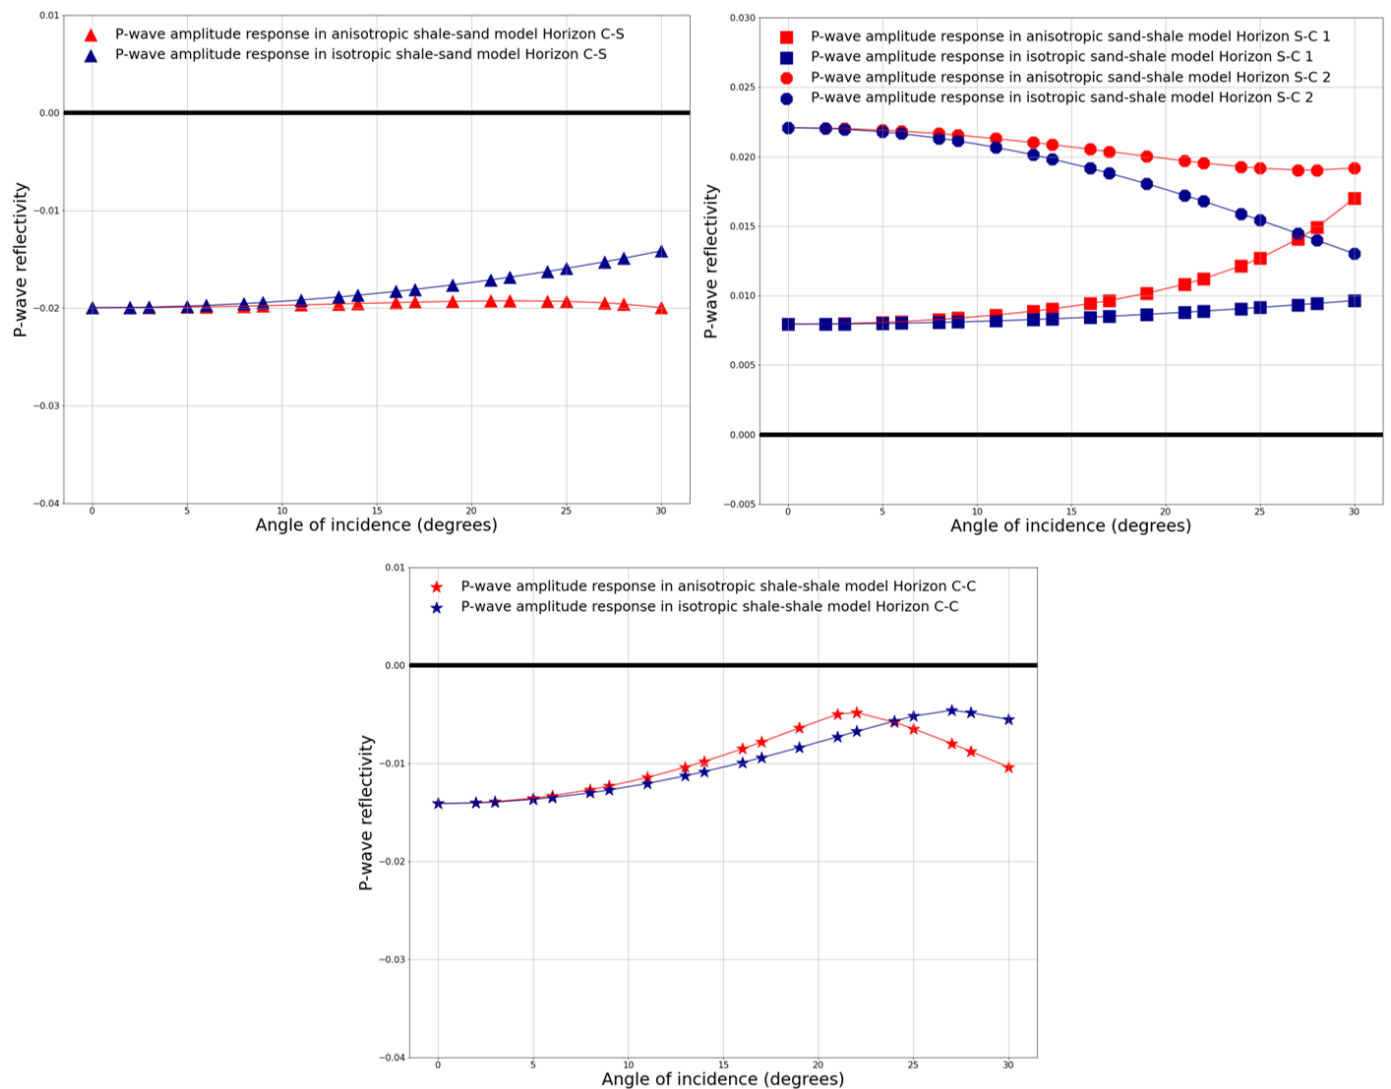 0.01
P-wave amplitude response in anisotropic shale-sand model Horizon C-S
P-wave amplitude response in isotropic shale-sand model Horizon C-S
0.00
−0.01
−0.02
−0.03
−0.04
P-wave reflectivity
0 5 10 15 20 25 30
Angle of incidence (degrees)
0.030
P-wave amplitude response in anisotropic sand-shale model Horizon S-C 1
P-wave amplitude response in isotropic sand-shale model Horizon S-C 1
P-wave amplitude response in anisotropic sand-shale model Horizon S-C 2
P-wave amplitude response in isotropic sand-shale model Horizon S-C 2
0.025
0.020
0.015
0.010
0.005
0.000
−0.005
P-wave reflectivity
0 5 10 15 20 25 30
Angle of incidence (degrees)
0.01
P-wave amplitude response in anisotropic shale-shale model Horizon C-C
P-wave amplitude response in isotropic shale-shale model Horizon C-C
0.00
−0.01
−0.02
−0.03
−0.04
P-wave reflectivity
0 5 10 15 20 25 30
Angle of incidence (degrees)